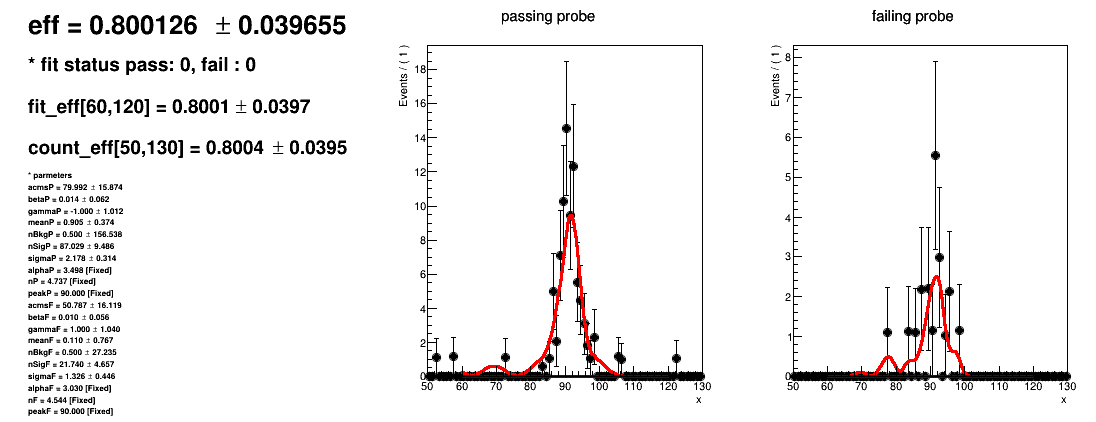 eff = 0.800126 ± 0.039655
* fit status pass: 0, fail : 0
fit_eff[60,120] = 0.8001 ± 0.0397
count_eff[50,130] = 0.8004 ± 0.0395
* parmeters
acmsP = 79.992 ± 15.874
betaP = 0.014 ± 0.062
gammaP = -1.000 ± 1.012
meanP = 0.905 ± 0.374
nBkgP = 0.500 ± 156.538
nSigP = 87.029 ± 9.486
sigmaP = 2.178 ± 0.314
alphaP = 3.498 [Fixed]
nP = 4.737 [Fixed]
peakP = 90.000 [Fixed]
acmsF = 50.787 ± 16.119
betaF = 0.010 ± 0.056
gammaF = 1.000 ± 1.040
meanF = 0.110 ± 0.767
nBkgF = 0.500 ± 27.235
nSigF = 21.740 ± 4.657
sigmaF = 1.326 ± 0.446
alphaF = 3.030 [Fixed]
nF = 4.544 [Fixed]
peakF = 90.000 [Fixed]
passing probe
Events / ( 1 )
18
16
14
12
10
8
6
4
2
0
50 60 70 80 90 100 110 120 130
x
failing probe
Events / ( 1 )
8
7
6
5
4
3
2
1
0
50 60 70 80 90 100 110 120 130
x